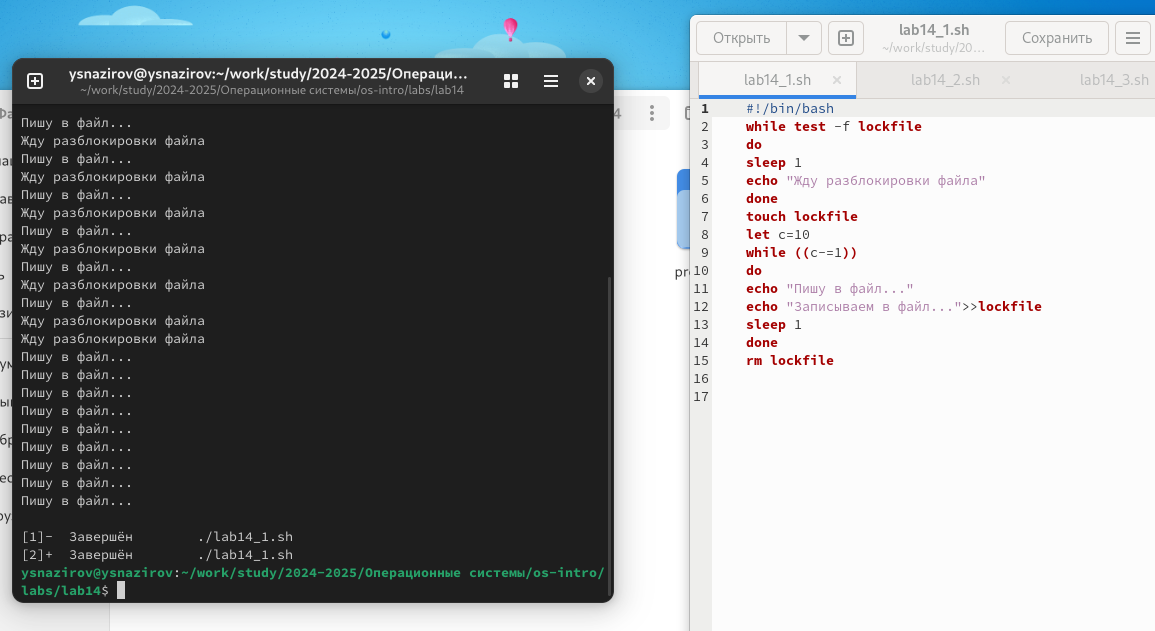 ysnazirov@ysnazirov:~/work/study/2024-2025/Операци...
~/work/study/2024-2025/Операционные системы/os-intro/labs/lab14
Пишу в файл...
Жду разблокировки файла
Пишу в файл...
Жду разблокировки файла
Пишу в файл...
Жду разблокировки файла
Пишу в файл...
Жду разблокировки файла
Пишу в файл...
Жду разблокировки файла
Пишу в файл...
Жду разблокировки файла
Жду разблокировки файла
Пишу в файл...
Пишу в файл...
Пишу в файл...
Пишу в файл...
Пишу в файл...
Пишу в файл...
Пишу в файл...
Пишу в файл...
Пишу в файл...
[1]-  Завершён        ./lab14_1.sh
[2]+  Завершён        ./lab14_1.sh
ysnazirov@ysnazirov:~/work/study/2024-2025/Операционные системы/os-intro/
labs/lab14$
Открыть
lab14_1.sh
~/work/study/20...
Сохранить
lab14_1.sh × lab14_2.sh × lab14_3.sh
1 #!/bin/bash
2 while test -f lockfile
3 do
4 sleep 1
5 echo "Жду разблокировки файла"
6 done
7 touch lockfile
8 let c=10
9 while ((c-=1))
10 do
11 echo "Пишу в файл..."
12 echo "Записываем в файл...">>lockfile
13 sleep 1
14 done
15 rm lockfile
16
17